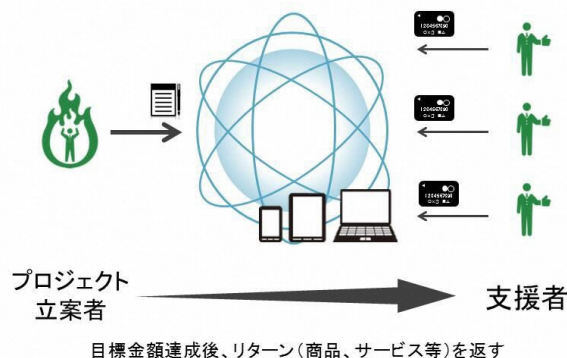 プロジェクト
立案者
支援者
目標金額達成後、リターン（商品、サービス等）を返す